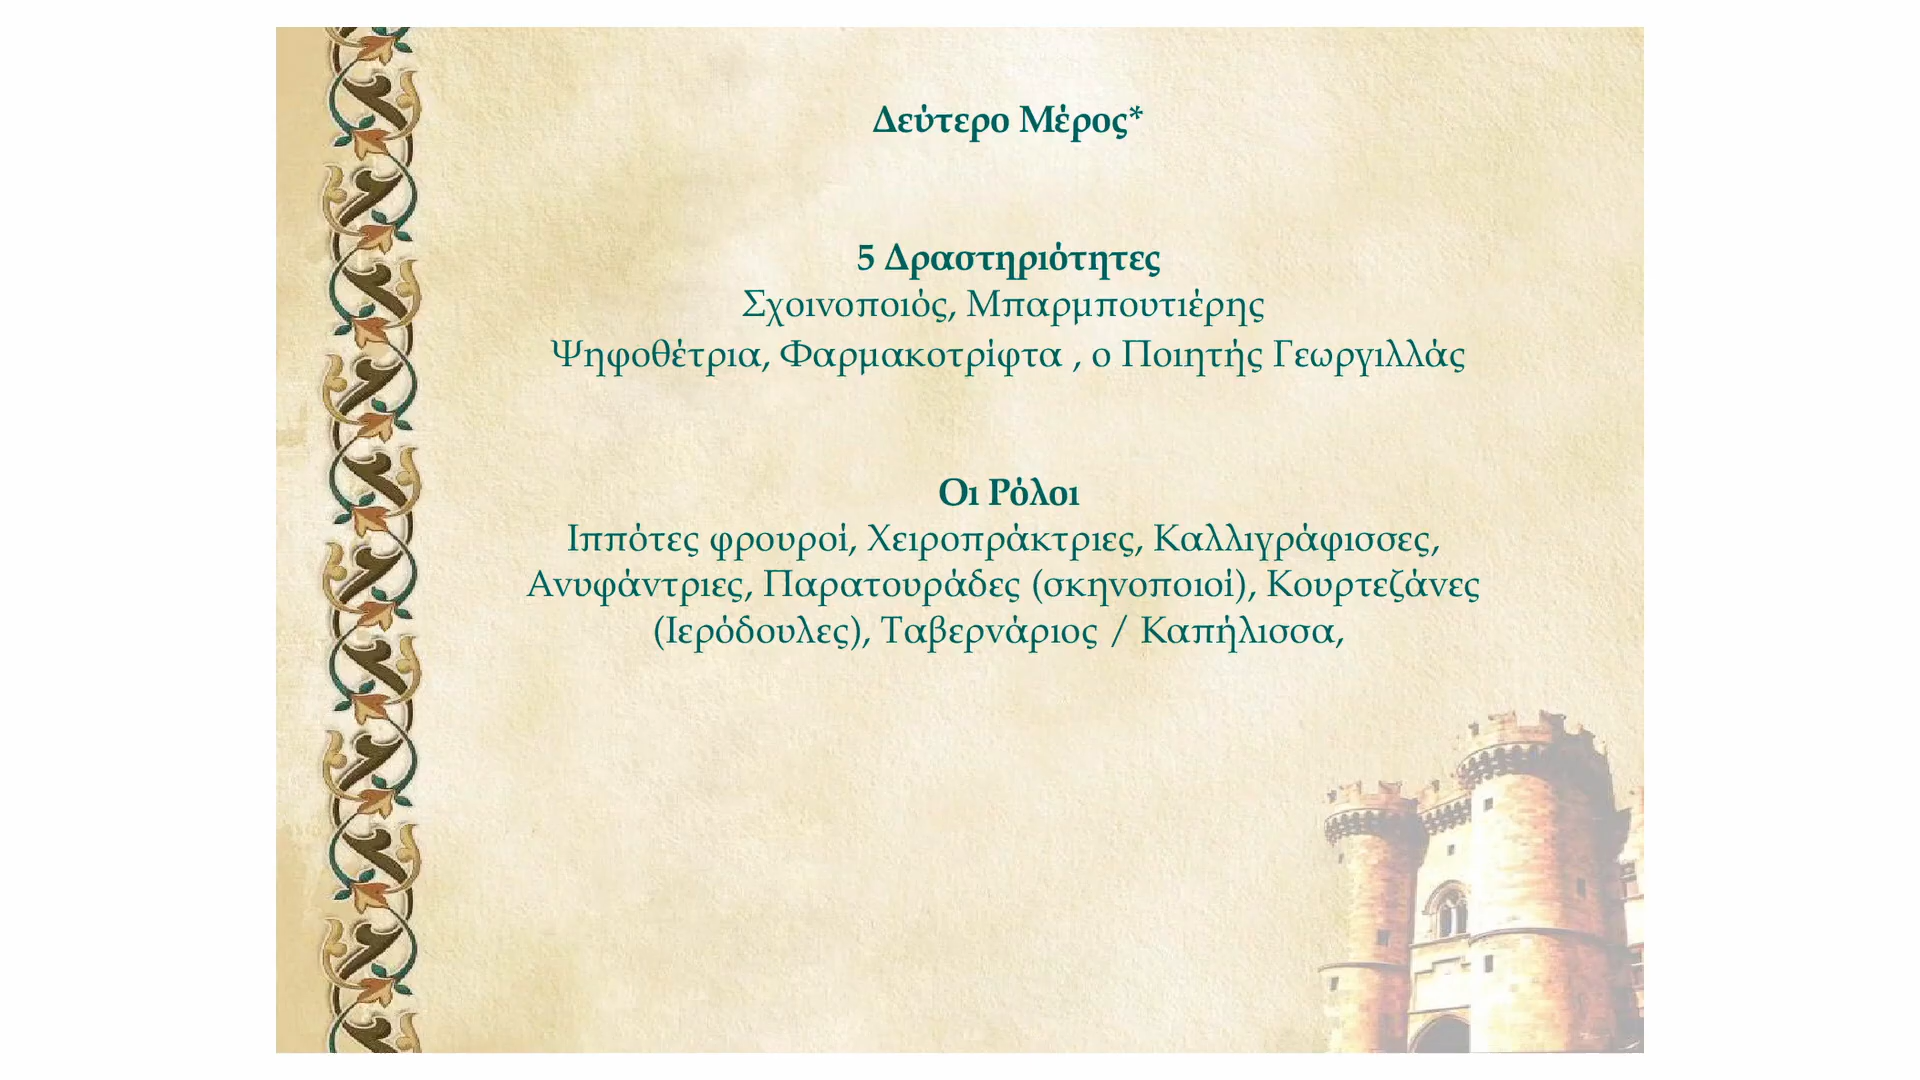 Δεύτερο Μέρος*
5 Δραστηριότητες
Σχοινοποιός, Μπαρμπουτιέρης
Ψηφοθέτρια, Φαρμακοτρίφτα , ο Ποιητής Γεωργιλλάς
Οι Ρόλοι
Ιππότες φρουροί, Χειροπράκτριες, Καλλιγράφισσες,
Ανυφάντριες, Παρατουράδες (σκηνοποιοί), Κουρτεζάνες
(Ιερόδουλες), Ταβερνάριος / Καπήλισσα,